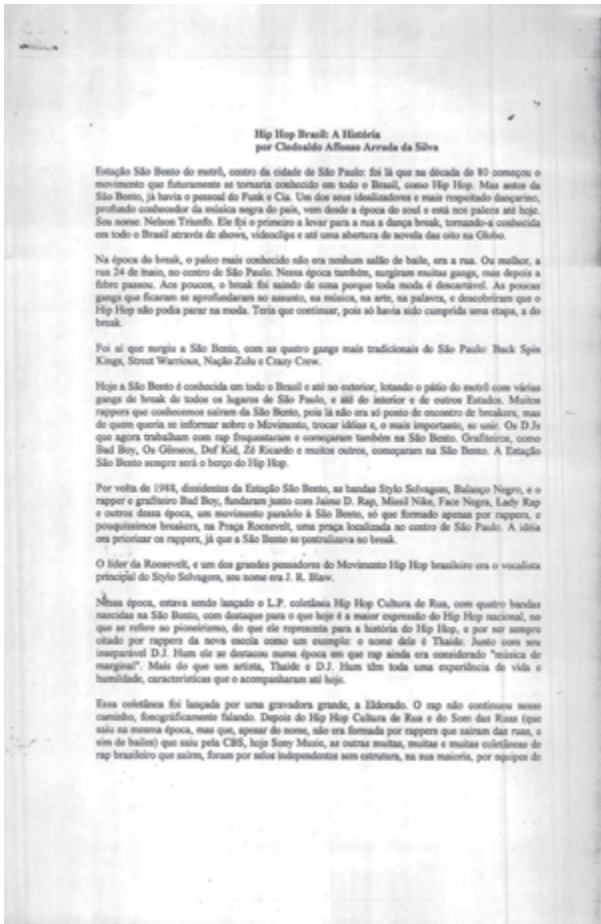 Hip Hop Brasil: A História
por Clodoaldo Affonso Arruda da Silva
Estação São Bento do metrô, centro da cidade de São Paulo: foi lá que na década de 80 começou o
movimento que futuramente se tornaria conhecido em todo o Brasil, como Hip Hop. Mas antes da
São Bento, já havia o pessoal do Funk e Cia. Um dos seus idealizadores e mais respeitado dançarino,
profundo conhecedor da música negra do país, vem desde a época do soul e está nos palcos até hoje.
Seu nome: Nelson Triunfo. Ele foi o primeiro a levar para a rua a dança break, tornando-a conhecida
em todo o Brasil através de shows, videoclips e até uma abertura de novela das oito na Globo.
Na época do break, o palco mais conhecido não era nenhum salão de baile, era a rua. Ou melhor, a
rua 24 de maio, no centro de São Paulo. Nessa época também, surgiram muitas gangs, mas depois a
febre passou. Aos poucos, o break foi saindo de cena porque toda moda é descartável. As poucas
gangs que ficaram se aprofundaram no assunto, na música, na arte, na palavra, e descobriram que o
Hip Hop não podia parar na moda. Teria que continuar, pois só havia sido cumprida uma etapa, a do
break.
Foi aí que surgiu a São Bento, com as quatro gangs mais tradicionais de São Paulo: Back Spin
Kings, Street Warrious, Nação Zulu e Crazy Crew.
Hoje a São Bento é conhecida em todo o Brasil e até no exterior, lotando o pátio do metrô com várias
gangs de break de todos os lugares de São Paulo, e até do interior e de outros Estados. Muitos
rappers que conhecemos saíram da São Bento, pois lá não era só ponto de encontro de breakers, mas
de quem queria se informar sobre o Movimento, trocar idéias e, o mais importante, se unir. Os D.Js
que agora trabalham com rap frequentaram e começaram também na São Bento. Grafiteiros, como
Bad Boy, Os Gêmeos, Def Kid, Zé Ricardo e muitos outros, começaram na São Bento. A Estação
São Bento sempre será o berço do Hip Hop.
Por volta de 1988, dissidentes da Estação São Bento, as bandas Stylo Selvagem, Balanço Negro, e o
rapper e grafiteiro Bad Boy, fundaram junto com Jaime D. Rap, Missil Nike, Face Negra, Lady Rap
e outros dessa época, um movimento paralelo à São Bento, só que formado apenas por rappers, e
pouquíssimos breakers, na Praça Roosevelt, uma praça localizada no centro de São Paulo. A idéia
era priorizar os rappers, já que a São Bento se centralizava no break.
O líder da Roosevelt, e um dos grandes pensadores do Movimento Hip Hop brasileiro era o vocalista
principal do Stylo Selvagem, seu nome era J. R. Blaw.
Nessa época, estava sendo lançado o L.P. coletânea Hip Hop Cultura de Rua, com quatro bandas
nascidas na São Bento, com destaque para o que hoje é a maior expressão do Hip Hop nacional, no
que se refere ao pioneirismo, do que ele representa para a história do Hip Hop, e por ser sempre
citado por rappers da nova escola como um exemplo: o nome dele é Thaide. Junto com seu
inseparável D.J. Hum ele se destacou numa época em que rap ainda era considerado "música de
marginal". Mais do que um artista, Thaide e D.J. Hum têm toda uma experiência de vida e
humildade, características que o acompanharam até hoje.
Essa coletânea foi lançada por uma gravadora grande, a Eldorado. O rap não continuou nesse
caminho, fonográficamente falando. Depois do Hip Hop Cultura de Rua e do Som das Ruas (que
saiu na mesma época, mas que, apesar do nome, não era formada por rappers que saíram das ruas, e
sim de bailes) que saiu pela CBS, hoje Sony Music, as outras muitas, muitas e muitas coletâneas de
rap brasileiro que saíram, foram por selos independentes sem estrutura, na sua maioria, por equipes de